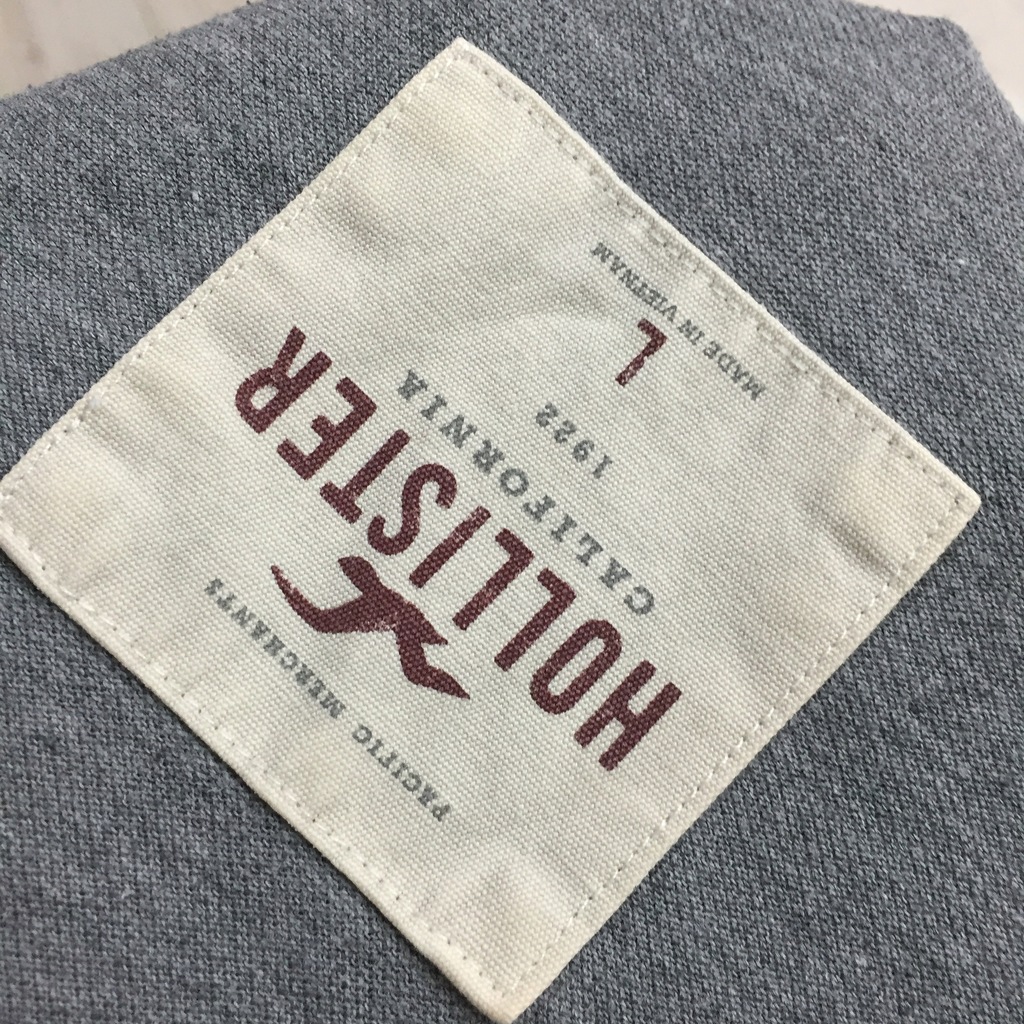 PACIFIC MERCHANTS
HOLLISTER
CALIFORNIA
1922
L
MADE IN VIETNAM